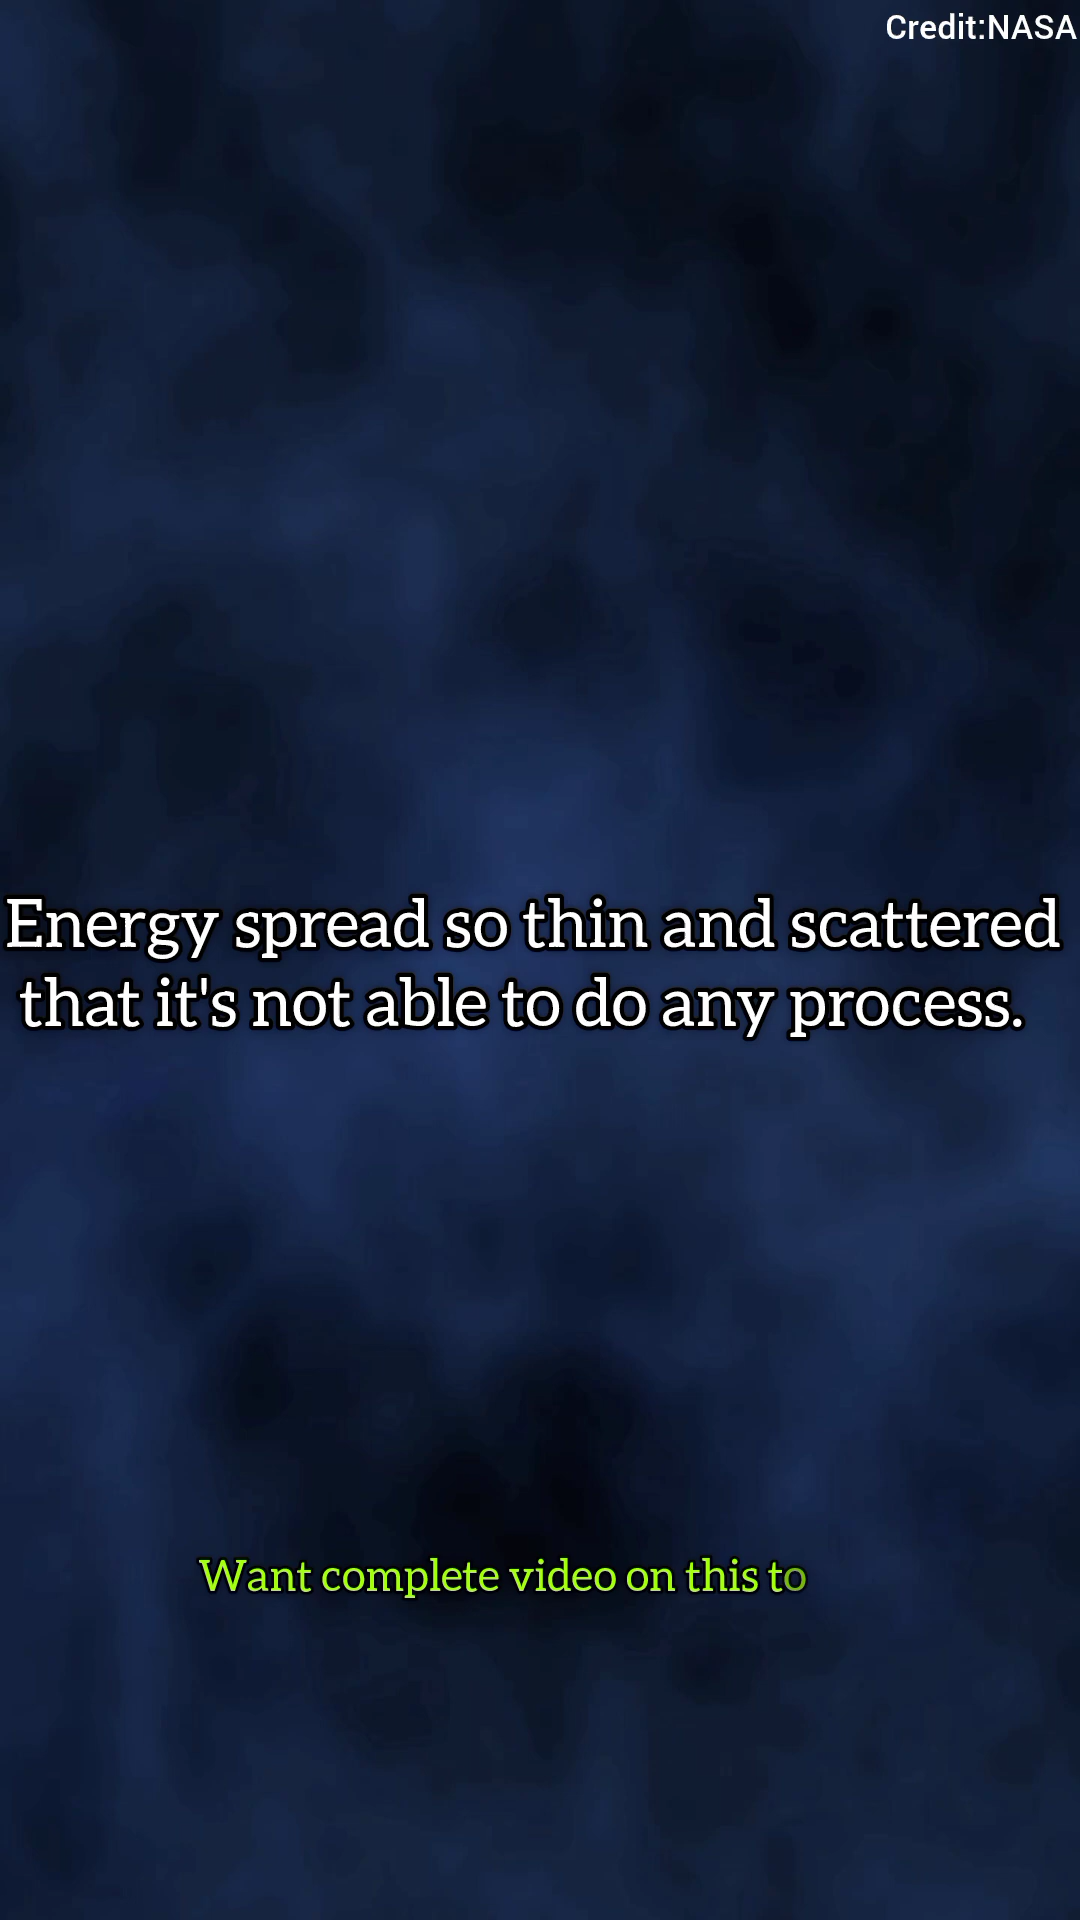 Credit:NASA
Energy spread so thin and scattered
that it's not able to do any process.
Want complete video on this to